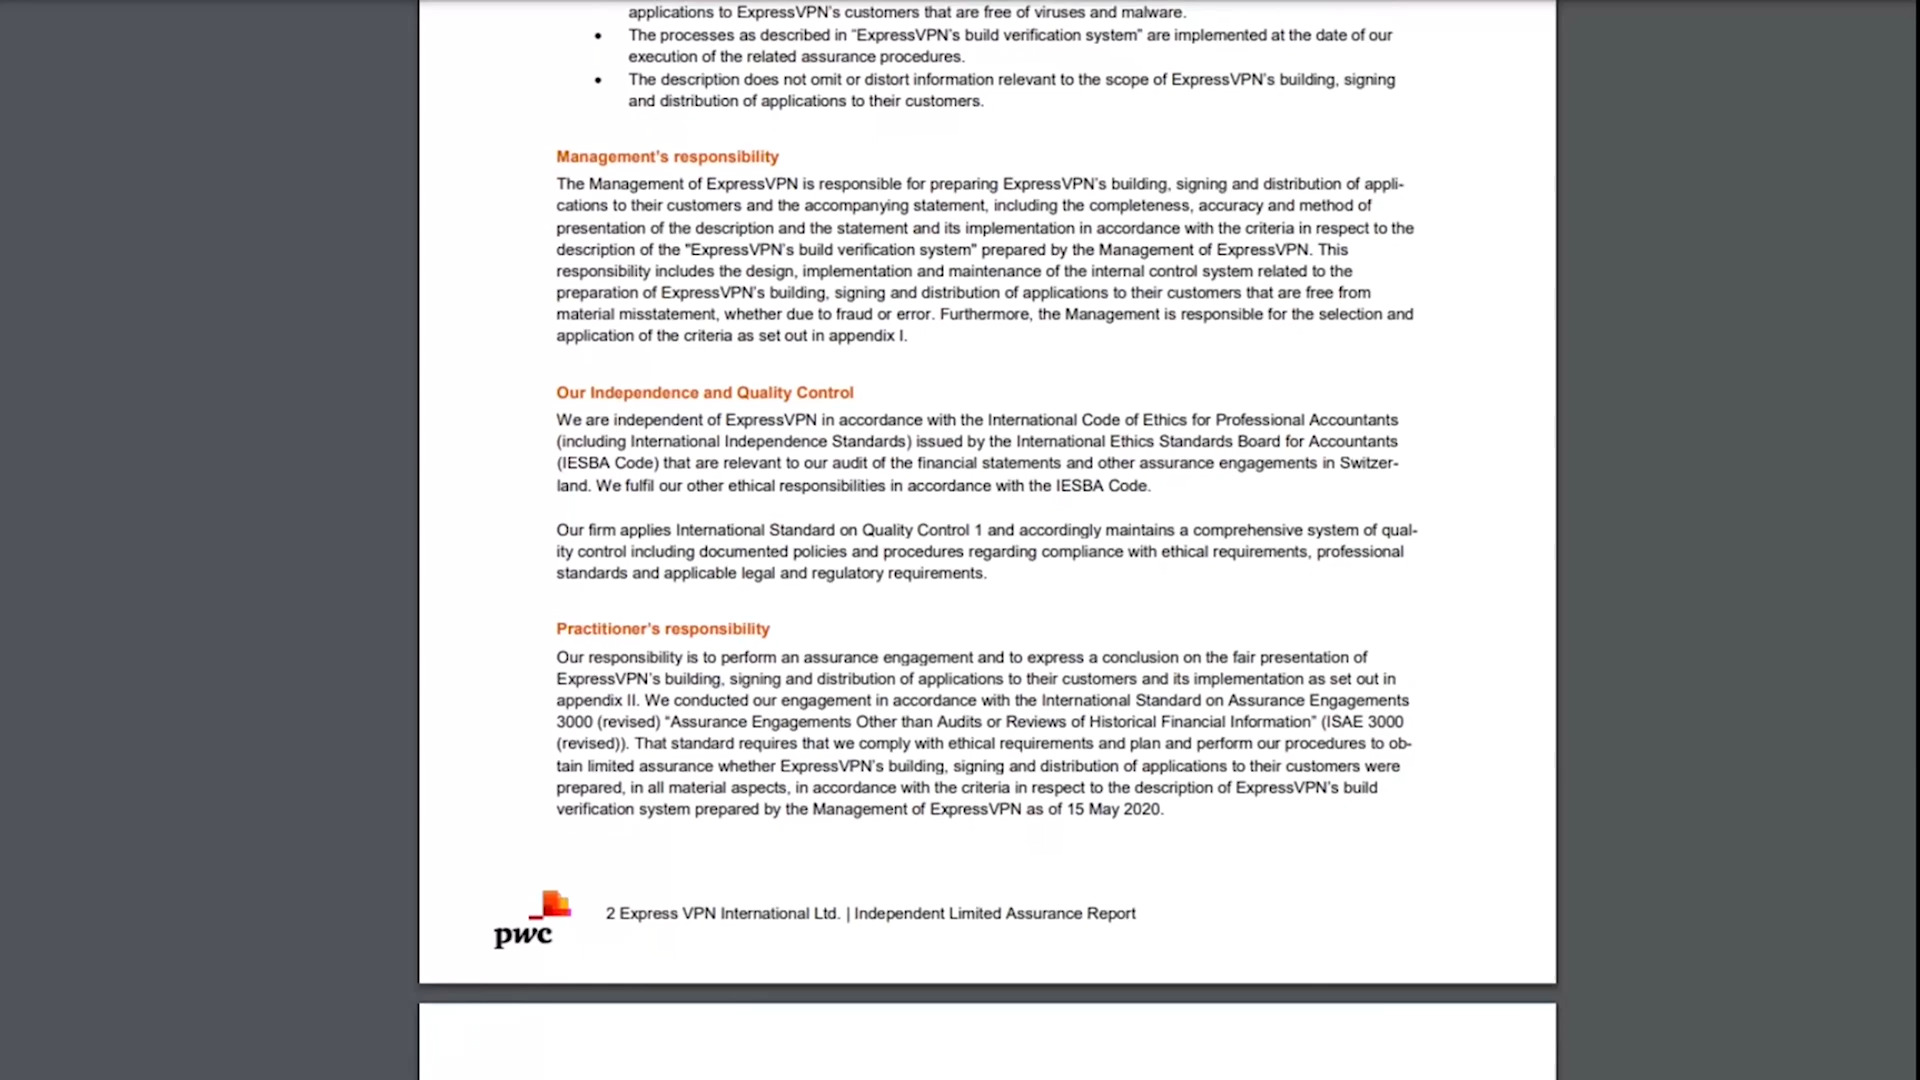 applications to ExpressVPN's customers that are free of viruses and malware.
• The processes as described in "ExpressVPN's build verification system" are implemented at the date of our
execution of the related assurance procedures.
• The description does not omit or distort information relevant to the scope of ExpressVPN's building, signing
and distribution of applications to their customers.
Management's responsibility
The Management of ExpressVPN is responsible for preparing ExpressVPN's building, signing and distribution of appli-
cations to their customers and the accompanying statement, including the completeness, accuracy and method of
presentation of the description and the statement and its implementation in accordance with the criteria in respect to the
description of the "ExpressVPN's build verification system" prepared by the Management of ExpressVPN. This
responsibility includes the design, implementation and maintenance of the internal control system related to the
preparation of ExpressVPN's building, signing and distribution of applications to their customers that are free from
material misstatement, whether due to fraud or error. Furthermore, the Management is responsible for the selection and
application of the criteria as set out in appendix I.
Our Independence and Quality Control
We are independent of ExpressVPN in accordance with the International Code of Ethics for Professional Accountants
(including International Independence Standards) issued by the International Ethics Standards Board for Accountants
(IESBA Code) that are relevant to our audit of the financial statements and other assurance engagements in Switzer-
land. We fulfil our other ethical responsibilities in accordance with the IESBA Code.
Our firm applies International Standard on Quality Control 1 and accordingly maintains a comprehensive system of qual-
ity control including documented policies and procedures regarding compliance with ethical requirements, professional
standards and applicable legal and regulatory requirements.
Practitioner's responsibility
Our responsibility is to perform an assurance engagement and to express a conclusion on the fair presentation of
ExpressVPN's building, signing and distribution of applications to their customers and its implementation as set out in
appendix II. We conducted our engagement in accordance with the International Standard on Assurance Engagements
3000 (revised) "Assurance Engagements Other than Audits or Reviews of Historical Financial Information" (ISAE 3000
(revised)). That standard requires that we comply with ethical requirements and plan and perform our procedures to ob-
tain limited assurance whether ExpressVPN's building, signing and distribution of applications to their customers were
prepared, in all material aspects, in accordance with the criteria in respect to the description of ExpressVPN's build
verification system prepared by the Management of ExpressVPN as of 15 May 2020.
pwc
2 Express VPN International Ltd. | Independent Limited Assurance Report